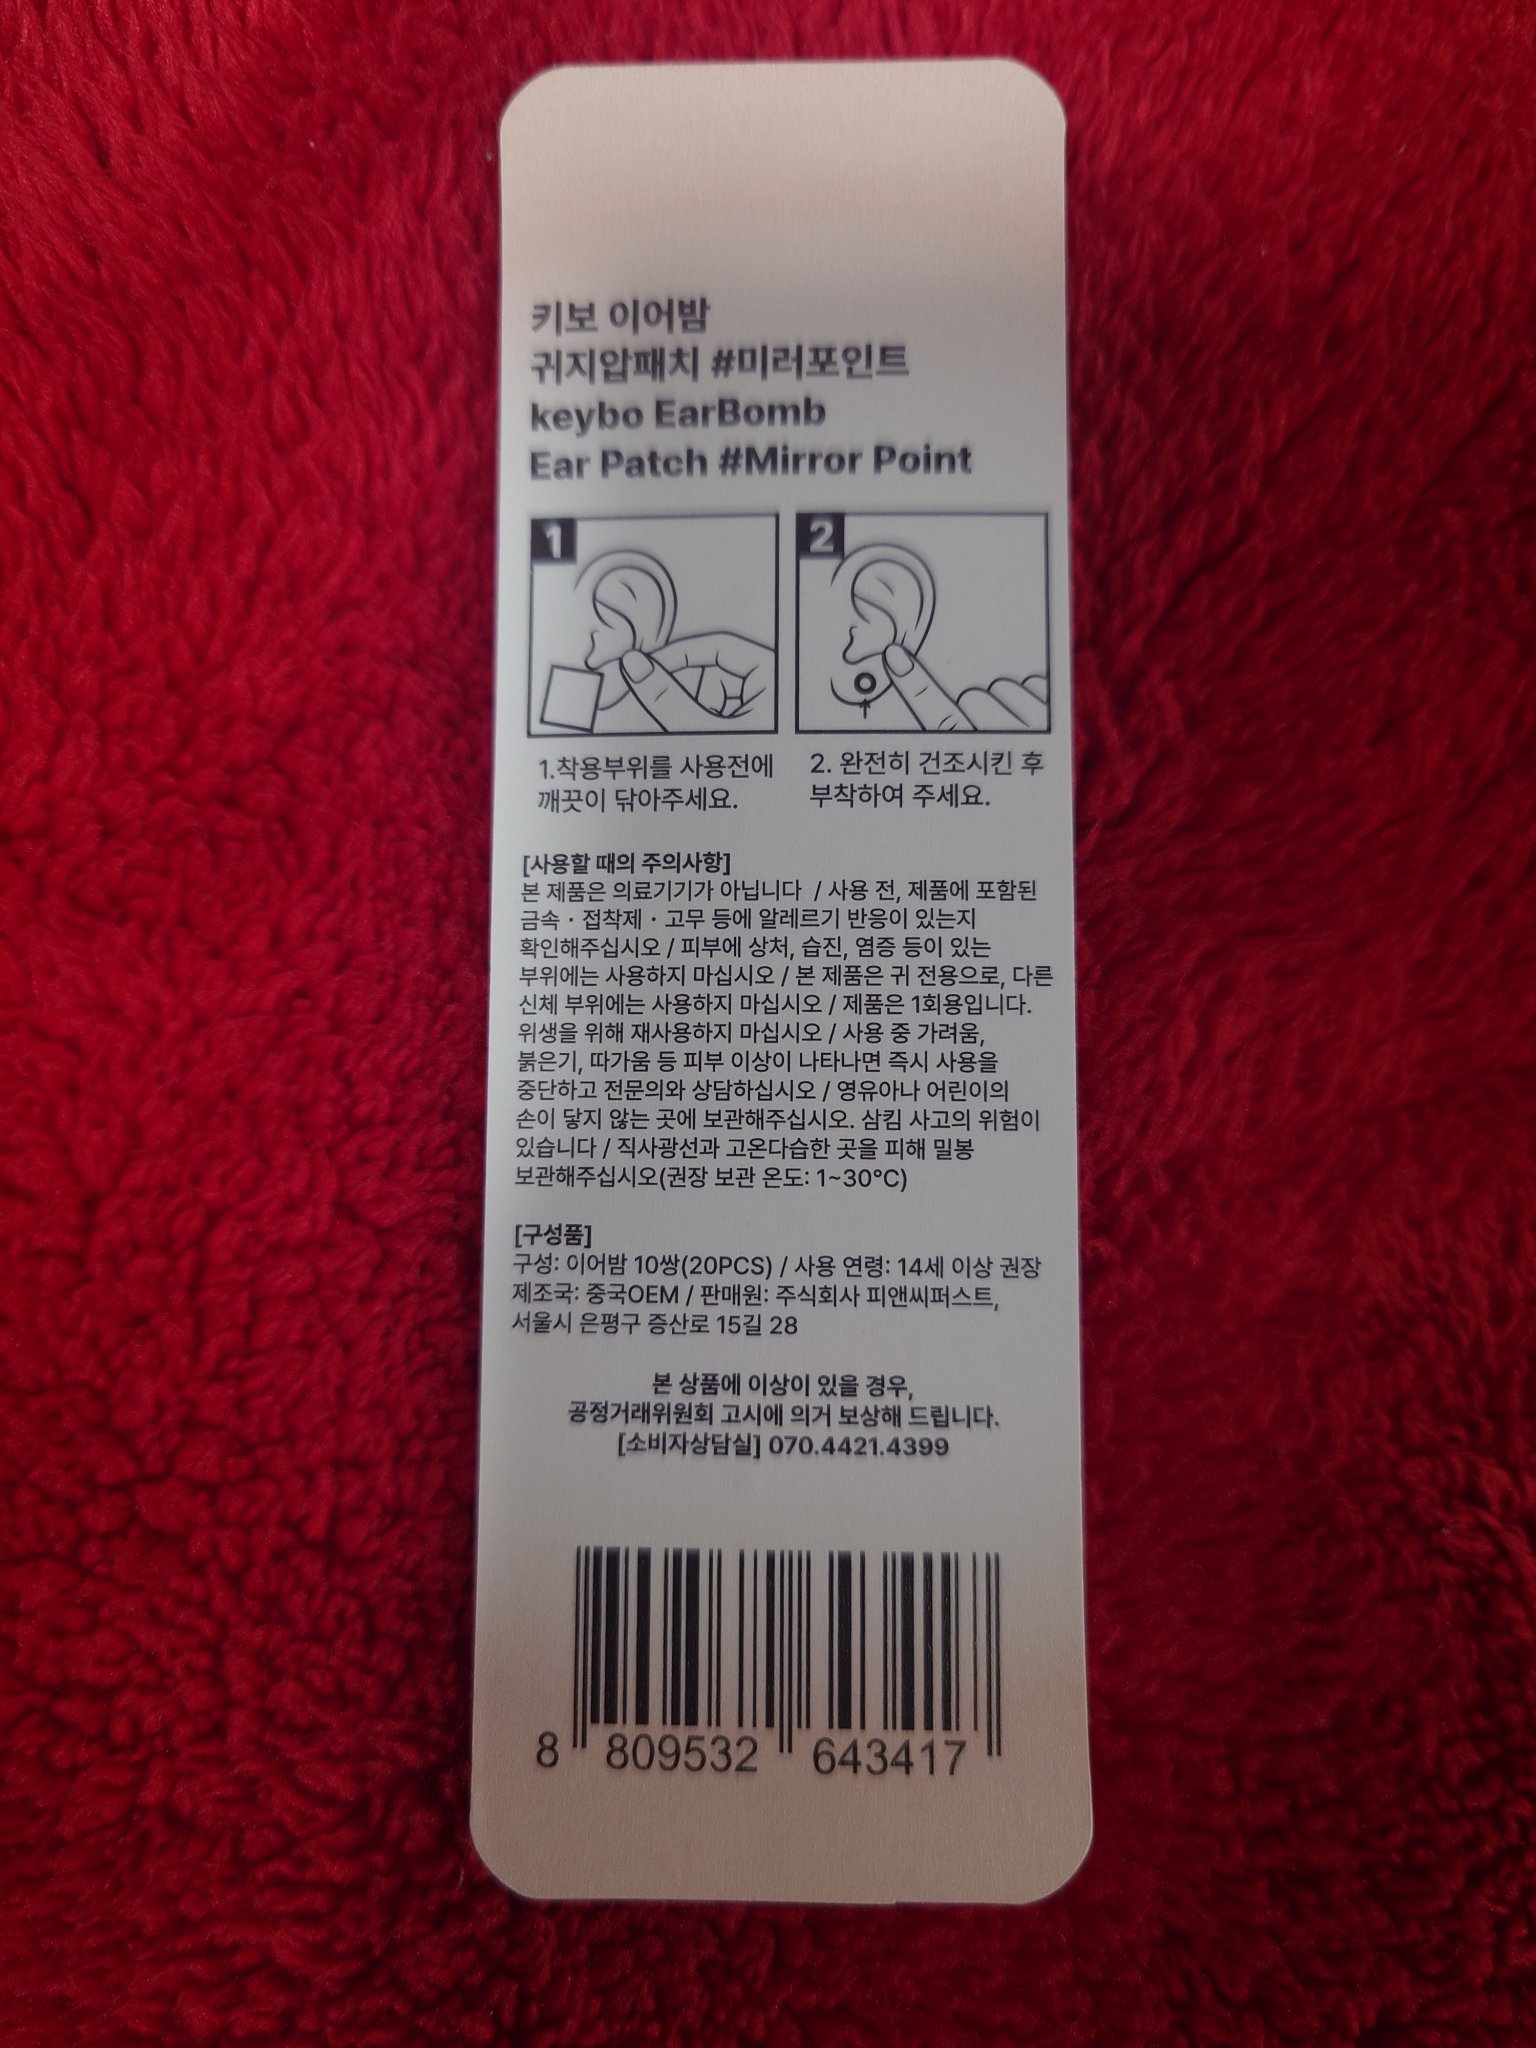 키보 이어밤
귀지압패치 #미러포인트
keybo EarBomb
Ear Patch #Mirror Point
1
2
1.착용부위를 사용전에
깨끗이 닦아주세요.
2. 완전히 건조시킨 후
부착하여 주세요.
[사용할 때의 주의사항]
본 제품은 의료기기가 아닙니다 / 사용 전, 제품에 포함된
금속 · 접착제 · 고무 등에 알레르기 반응이 있는지
확인해주십시오 / 피부에 상처, 습진, 염증 등이 있는
부위에는 사용하지 마십시오 / 본 제품은 귀 전용으로, 다른
신체 부위에는 사용하지 마십시오 / 제품은 1회용입니다.
위생을 위해 재사용하지 마십시오 / 사용 중 가려움,
붉은기, 따가움 등 피부 이상이 나타나면 즉시 사용을
중단하고 전문의와 상담하십시오 / 영유아나 어린이의
손이 닿지 않는 곳에 보관해주십시오. 삼킴 사고의 위험이
있습니다 / 직사광선과 고온다습한 곳을 피해 밀봉
보관해주십시오(권장 보관 온도: 1~30°C)
[구성품]
구성: 이어밤 10쌍(20PCS) / 사용 연령: 14세 이상 권장
제조국: 중국OEM / 판매원: 주식회사 피앤씨퍼스트,
서울시 은평구 증산로 15길 28
본 상품에 이상이 있을 경우,
공정거래위원회 고시에 의거 보상해 드립니다.
[소비자상담실] 070.4421.4399
8 809532 643417